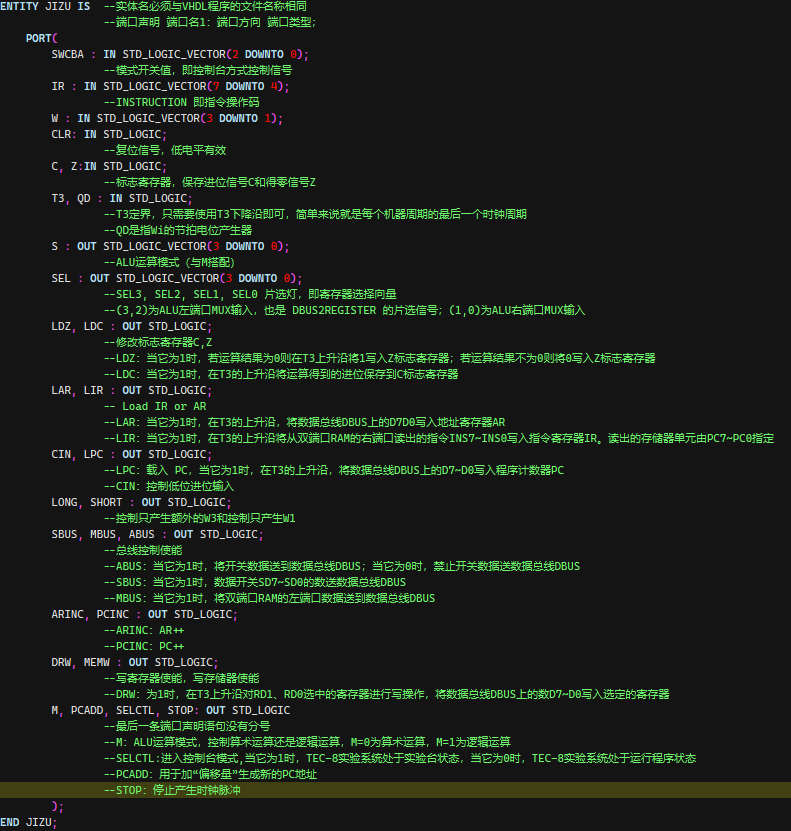 ENTITY JIZU IS  --实体名必须与VHDL程序的文件名称相同
--端口声明 端口名1: 端口方向 端口类型;
PORT(
SWCBA : IN STD_LOGIC_VECTOR(2 DOWNTO 0);
--模式开关值，即控制台方式控制信号
IR : IN STD_LOGIC_VECTOR(7 DOWNTO 4);
--INSTRUCTION 即指令操作码
W : IN STD_LOGIC_VECTOR(3 DOWNTO 1);
CLR: IN STD_LOGIC;
--复位信号，低电平有效
C, Z:IN STD_LOGIC;
--标志寄存器，保存进位信号C和得零信号Z
T3, QD : IN STD_LOGIC;
--T3定界，只需要使用T3下降沿即可，简单来说就是每个机器周期的最后一个时钟周期
--QD是指Wi的节拍电位产生器
S : OUT STD_LOGIC_VECTOR(3 DOWNTO 0);
--ALU运算模式（与M搭配）
SEL : OUT STD_LOGIC_VECTOR(3 DOWNTO 0);
--SEL3, SEL2, SEL1, SEL0 片选灯，即寄存器选择向量
--(3,2)为ALU左端口MUX输入，也是 DBUS2REGISTER 的片选信号；(1,0)为ALU右端口MUX输入
LDZ, LDC : OUT STD_LOGIC;
--修改标志寄存器C,Z
--LDZ：当它为1时，若运算结果为0则在T3上升沿将1写入Z标志寄存器；若运算结果不为0则将0写入Z标志寄存器
--LDC：当它为1时，在T3的上升沿将运算得到的进位保存到C标志寄存器
LAR, LIR : OUT STD_LOGIC;
-- Load IR or AR
--LAR：当它为1时，在T3的上升沿，将数据总线DBUS上的D7D0写入地址寄存器AR
--LIR：当它为1时，在T3的上升沿将从双端口RAM的右端口读出的指令INS7~INS0写入指令寄存器IR。读出的存储器单元由PC7~PC0指定
CIN, LPC : OUT STD_LOGIC;
--LPC：载入 PC，当它为1时，在T3的上升沿，将数据总线DBUS上的D7~D0写入程序计数器PC
--CIN：控制低位进位输入
LONG, SHORT : OUT STD_LOGIC;
--控制只产生额外的W3和控制只产生W1
SBUS, MBUS, ABUS : OUT STD_LOGIC;
--总线控制使能
--ABUS：当它为1时，将开关数据送到数据总线DBUS；当它为0时，禁止开关数据送数据总线DBUS
--SBUS：当它为1时，数据开关SD7~SD0的数送数据总线DBUS
--MBUS：当它为1时，将双端口RAM的左端口数据送到数据总线DBUS
ARINC, PCINC : OUT STD_LOGIC;
--ARINC：AR++
--PCINC：PC++
DRW, MEMW : OUT STD_LOGIC;
--写寄存器使能，写存储器使能
--DRW：为1时，在T3上升沿对RD1、RD0选中的寄存器进行写操作，将数据总线DBUS上的数D7~D0写入选定的寄存器
M, PCADD, SELCTL, STOP: OUT STD_LOGIC
--最后一条端口声明语句没有分号
--M：ALU运算模式，控制算术运算还是逻辑运算，M=0为算术运算，M=1为逻辑运算
--SELCTL:进入控制台模式,当它为1时，TEC-8实验系统处于实验台状态，当它为0时，TEC-8实验系统处于运行程序状态
--PCADD：用于加“偏移量”生成新的PC地址
--STOP：停止产生时钟脉冲
);
END JIZU;